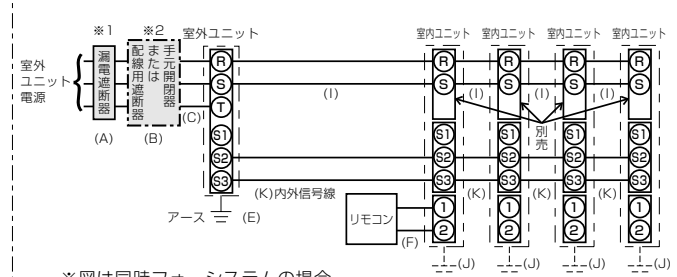 ※1
※2
室外ユニット
室内ユニット
室内ユニット
室内ユニット
室内ユニット
室外
ユニット
電源
漏電遮断器
手元開閉器
または
配線用遮断器
(A)
(B)
(C)
R
S
T
S1
S2
S3
(I)
(I)
(I)
(I)
R
S
R
S
R
S
R
S
別売
S1
S2
S3
S1
S2
S3
S1
S2
S3
S1
S2
S3
(K)内外信号線
(K)
(K)
(K)
アース
(E)
リモコン
(F)
1
2
1
2
1
2
1
2
(J)
(J)
(J)
(J)
※図は同時フォーシステムの場合